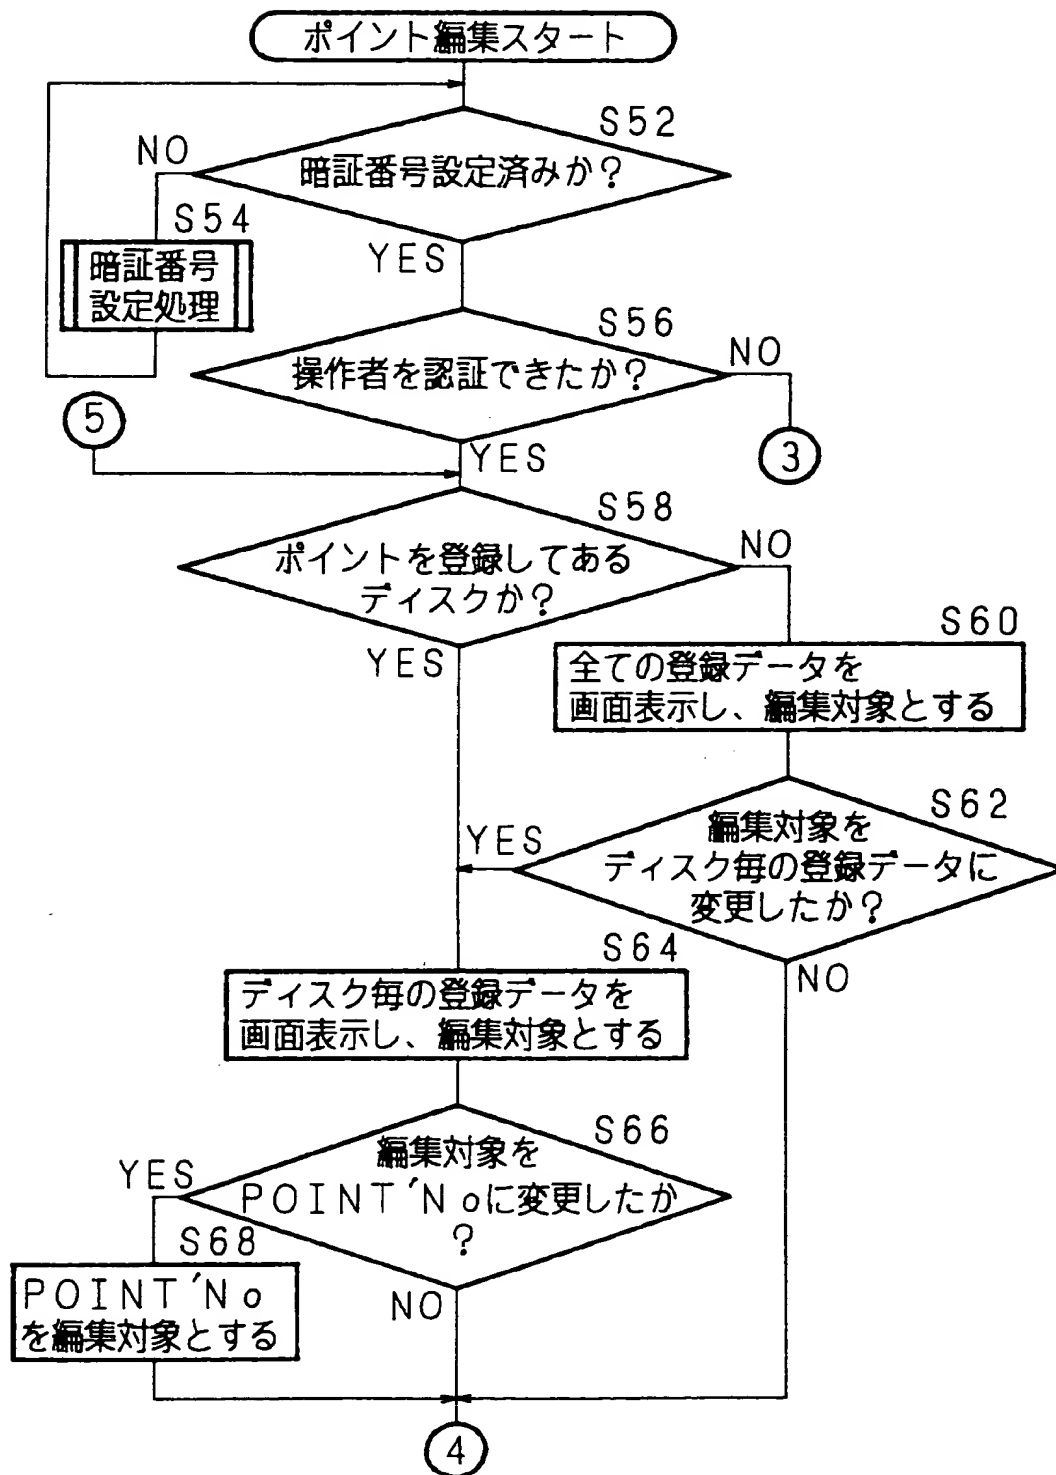 ポイント編集スタート
S52
NO
暗証番号設定済みか？
S54
YES
暗証番号
設定処理
S56
NO
操作者を認証できたか？
5
3
YES
S58
NO
ポイントを登録してある
ディスクか？
YES
S60
全ての登録データを
画面表示し、編集対象とする
S62
YES
編集対象を
ディスク毎の登録データに
変更したか？
NO
S64
ディスク毎の登録データを
画面表示し、編集対象とする
S66
YES
編集対象を
POINT'Noに変更したか
？
S68
NO
POINT'No
を編集対象とする
4